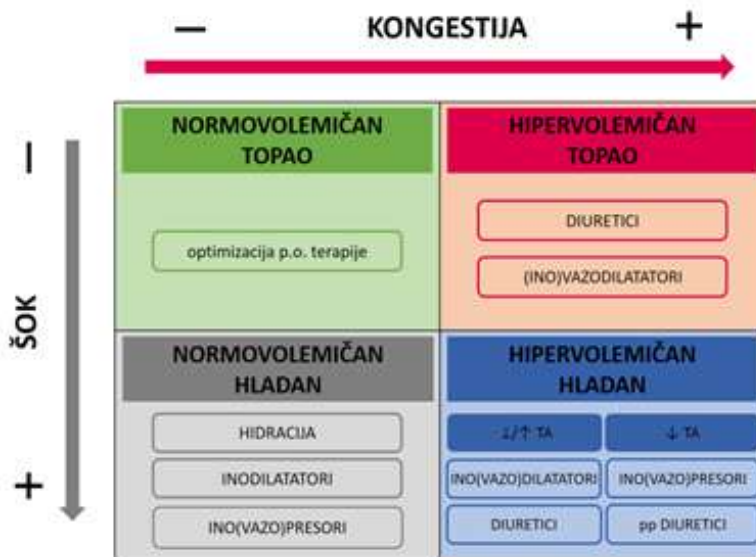 — KONGESTIJA +
— ŠOK +
NORMOVOLEMIČAN
TOPAO
optimizacija p.o. terapije
HIPERVOLEMIČAN
TOPAO
DIURETICI
(INO)VAZODILATATORI
NORMOVOLEMIČAN
HLADAN
HIDRACIJA
INODILATATORI
INO(VAZO)PRESORI
HIPERVOLEMIČAN
HLADAN
/↑ TA
↓ TA
INO(VAZO)DILATATORI
INO(VAZO)PRESORI
DIURETICI
pp DIURETICI